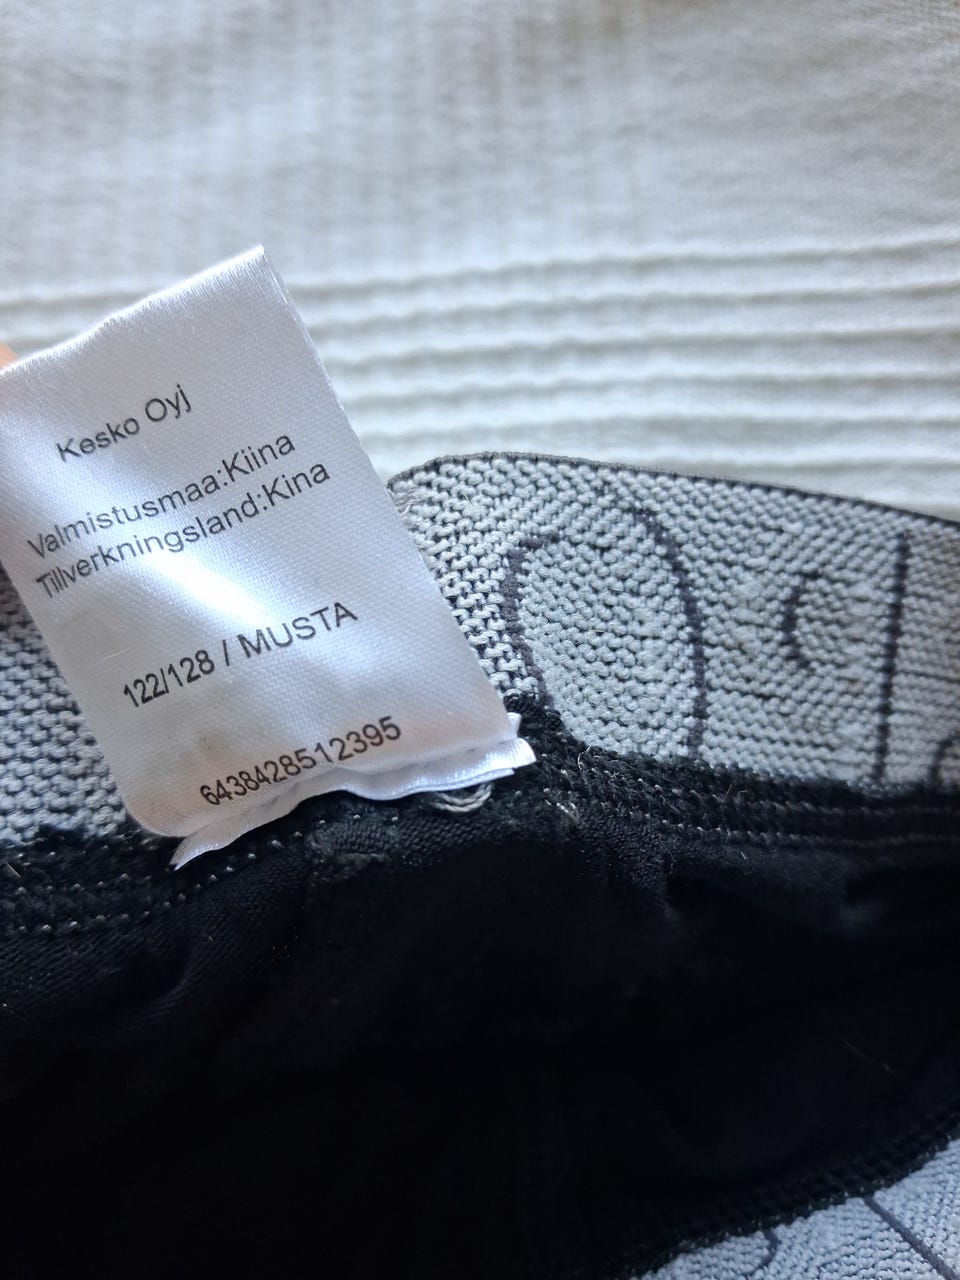 Kesko Oyj
Valmistusmaa:Kiina
Tillverkningsland:Kina
122/128 / MUSTA
6438428512395